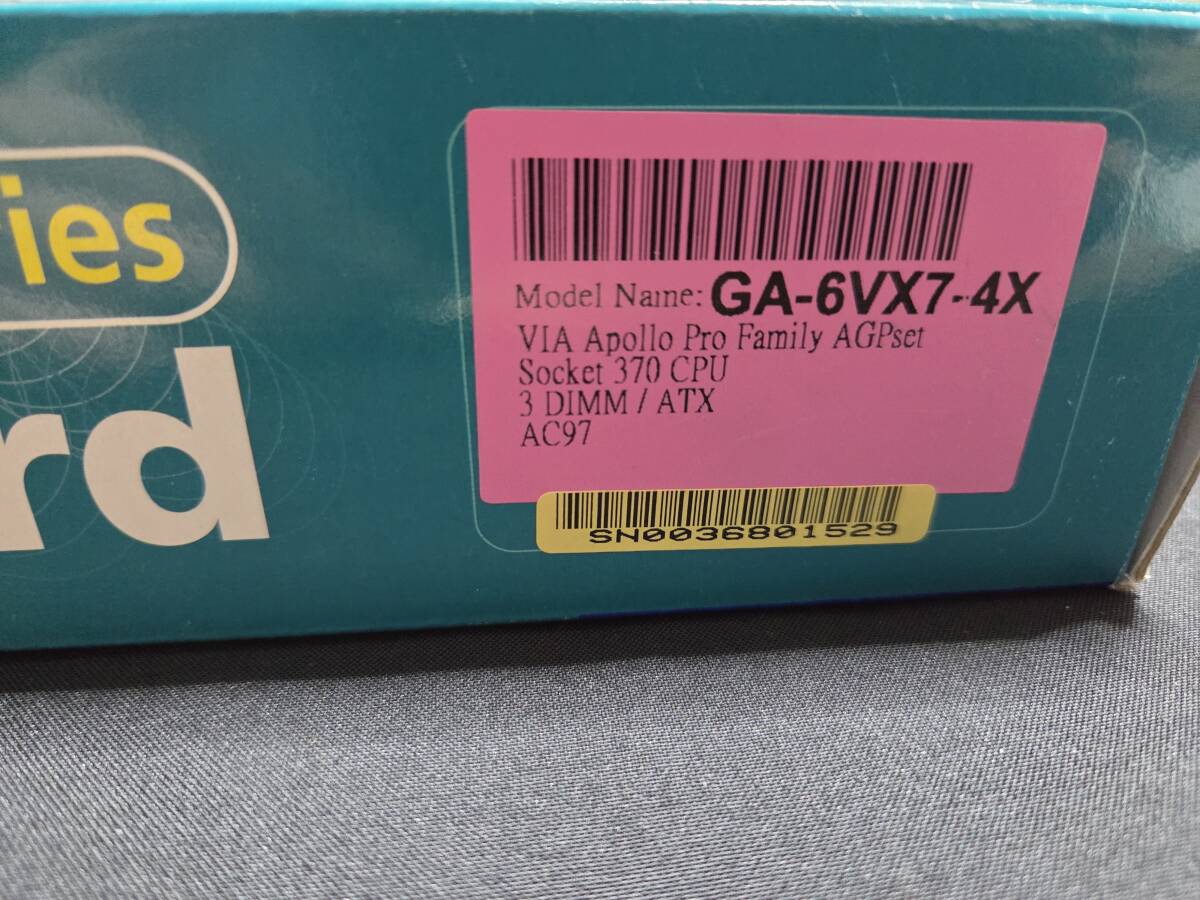 ries
rd
Model Name: GA-6VX7-4X
VIA Apollo Pro Family AGPset
Socket 370 CPU
3 DIMM / ATX
AC97
SN0036801529